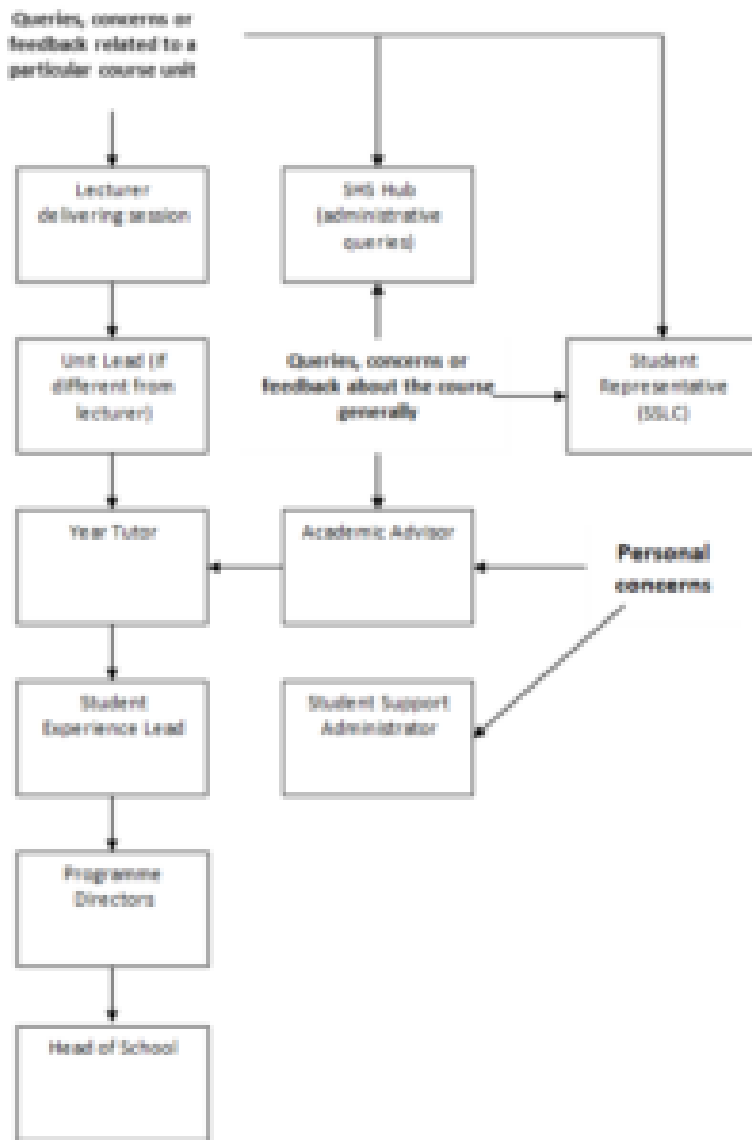 Queries, concerns or
feedback related to a
particular course unit
Lecturer
delivering session
SHS Hub
(administrative
queries)
Unit Lead (if
different from
lecturer)
Queries, concerns or
feedback about the course
generally
Student
Representative
(SSLC)
Year Tutor
Academic Advisor
Personal
concerns
Student
Experience Lead
Student Support
Administrator
Programme
Directors
Head of School